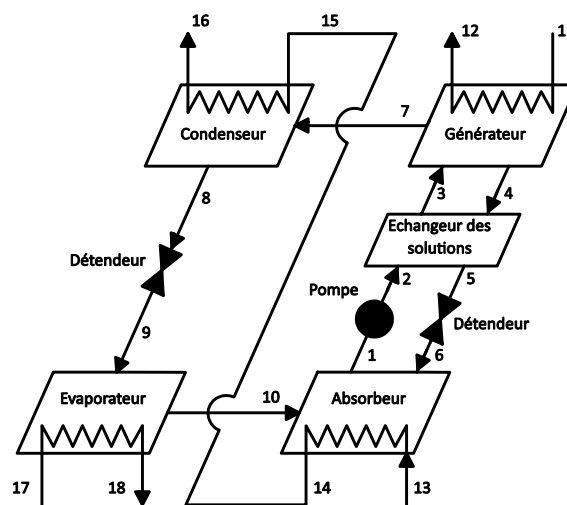 16
15
12
1
Condenseur
7
Générateur
8
3
4
Echangeur des
solutions
Détendeur
2
5
Pompe
Détendeur
9
1
6
Evaporateur
10
Absorbeur
17
18
14
13